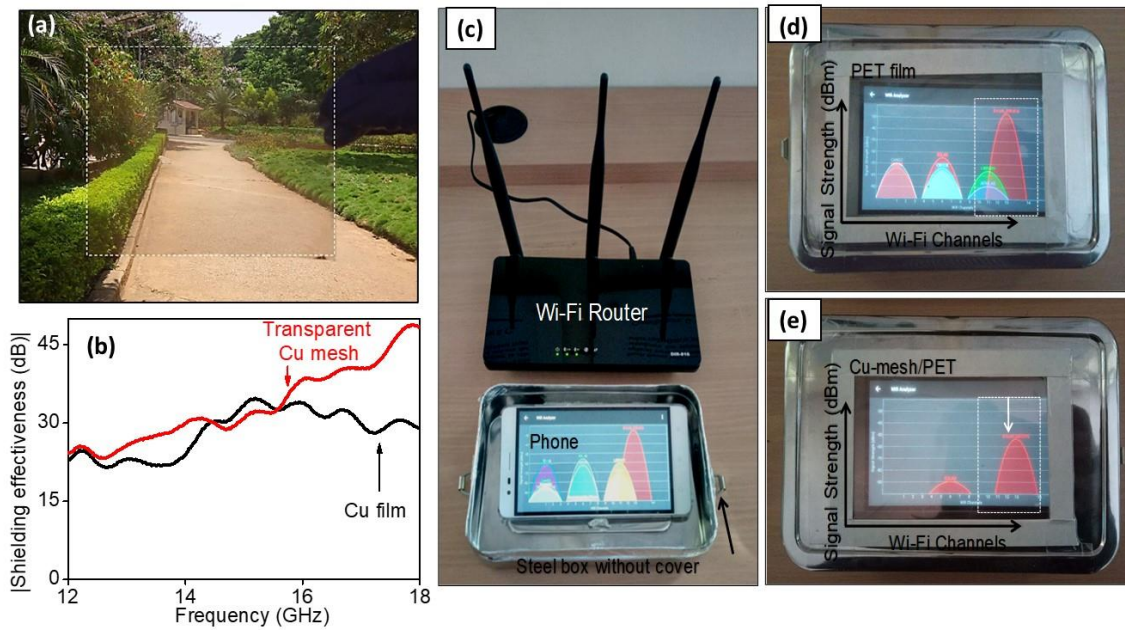 (a)
(b)
Transparent
Cu mesh
Cu film
|Shielding effectiveness (dB)|
45
30
15
0
12
14
16
18
Frequency (GHz)
(c)
Wi-Fi Router
Phone
Steel box without cover
(d)
PET film
Signal Strength (dBm)
Wi-Fi Channels
(e)
Cu-mesh/PET
Signal Strength (dBm)
Wi-Fi Channels